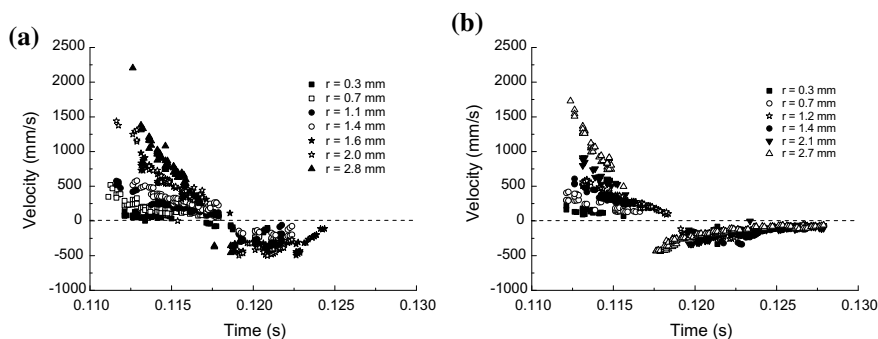 (a)
2500
2000
1500
1000
500
0
-500
-1000
Velocity (mm/s)
r = 0.3 mm
r = 0.7 mm
r = 1.1 mm
r = 1.4 mm
r = 1.6 mm
r = 2.0 mm
r = 2.8 mm
0.110 0.115 0.120 0.125 0.130
Time (s)
(b)
2500
2000
1500
1000
500
0
-500
-1000
Velocity (mm/s)
r = 0.3 mm
r = 0.7 mm
r = 1.2 mm
r = 1.4 mm
r = 2.1 mm
r = 2.7 mm
0.110 0.115 0.120 0.125 0.130
Time (s)